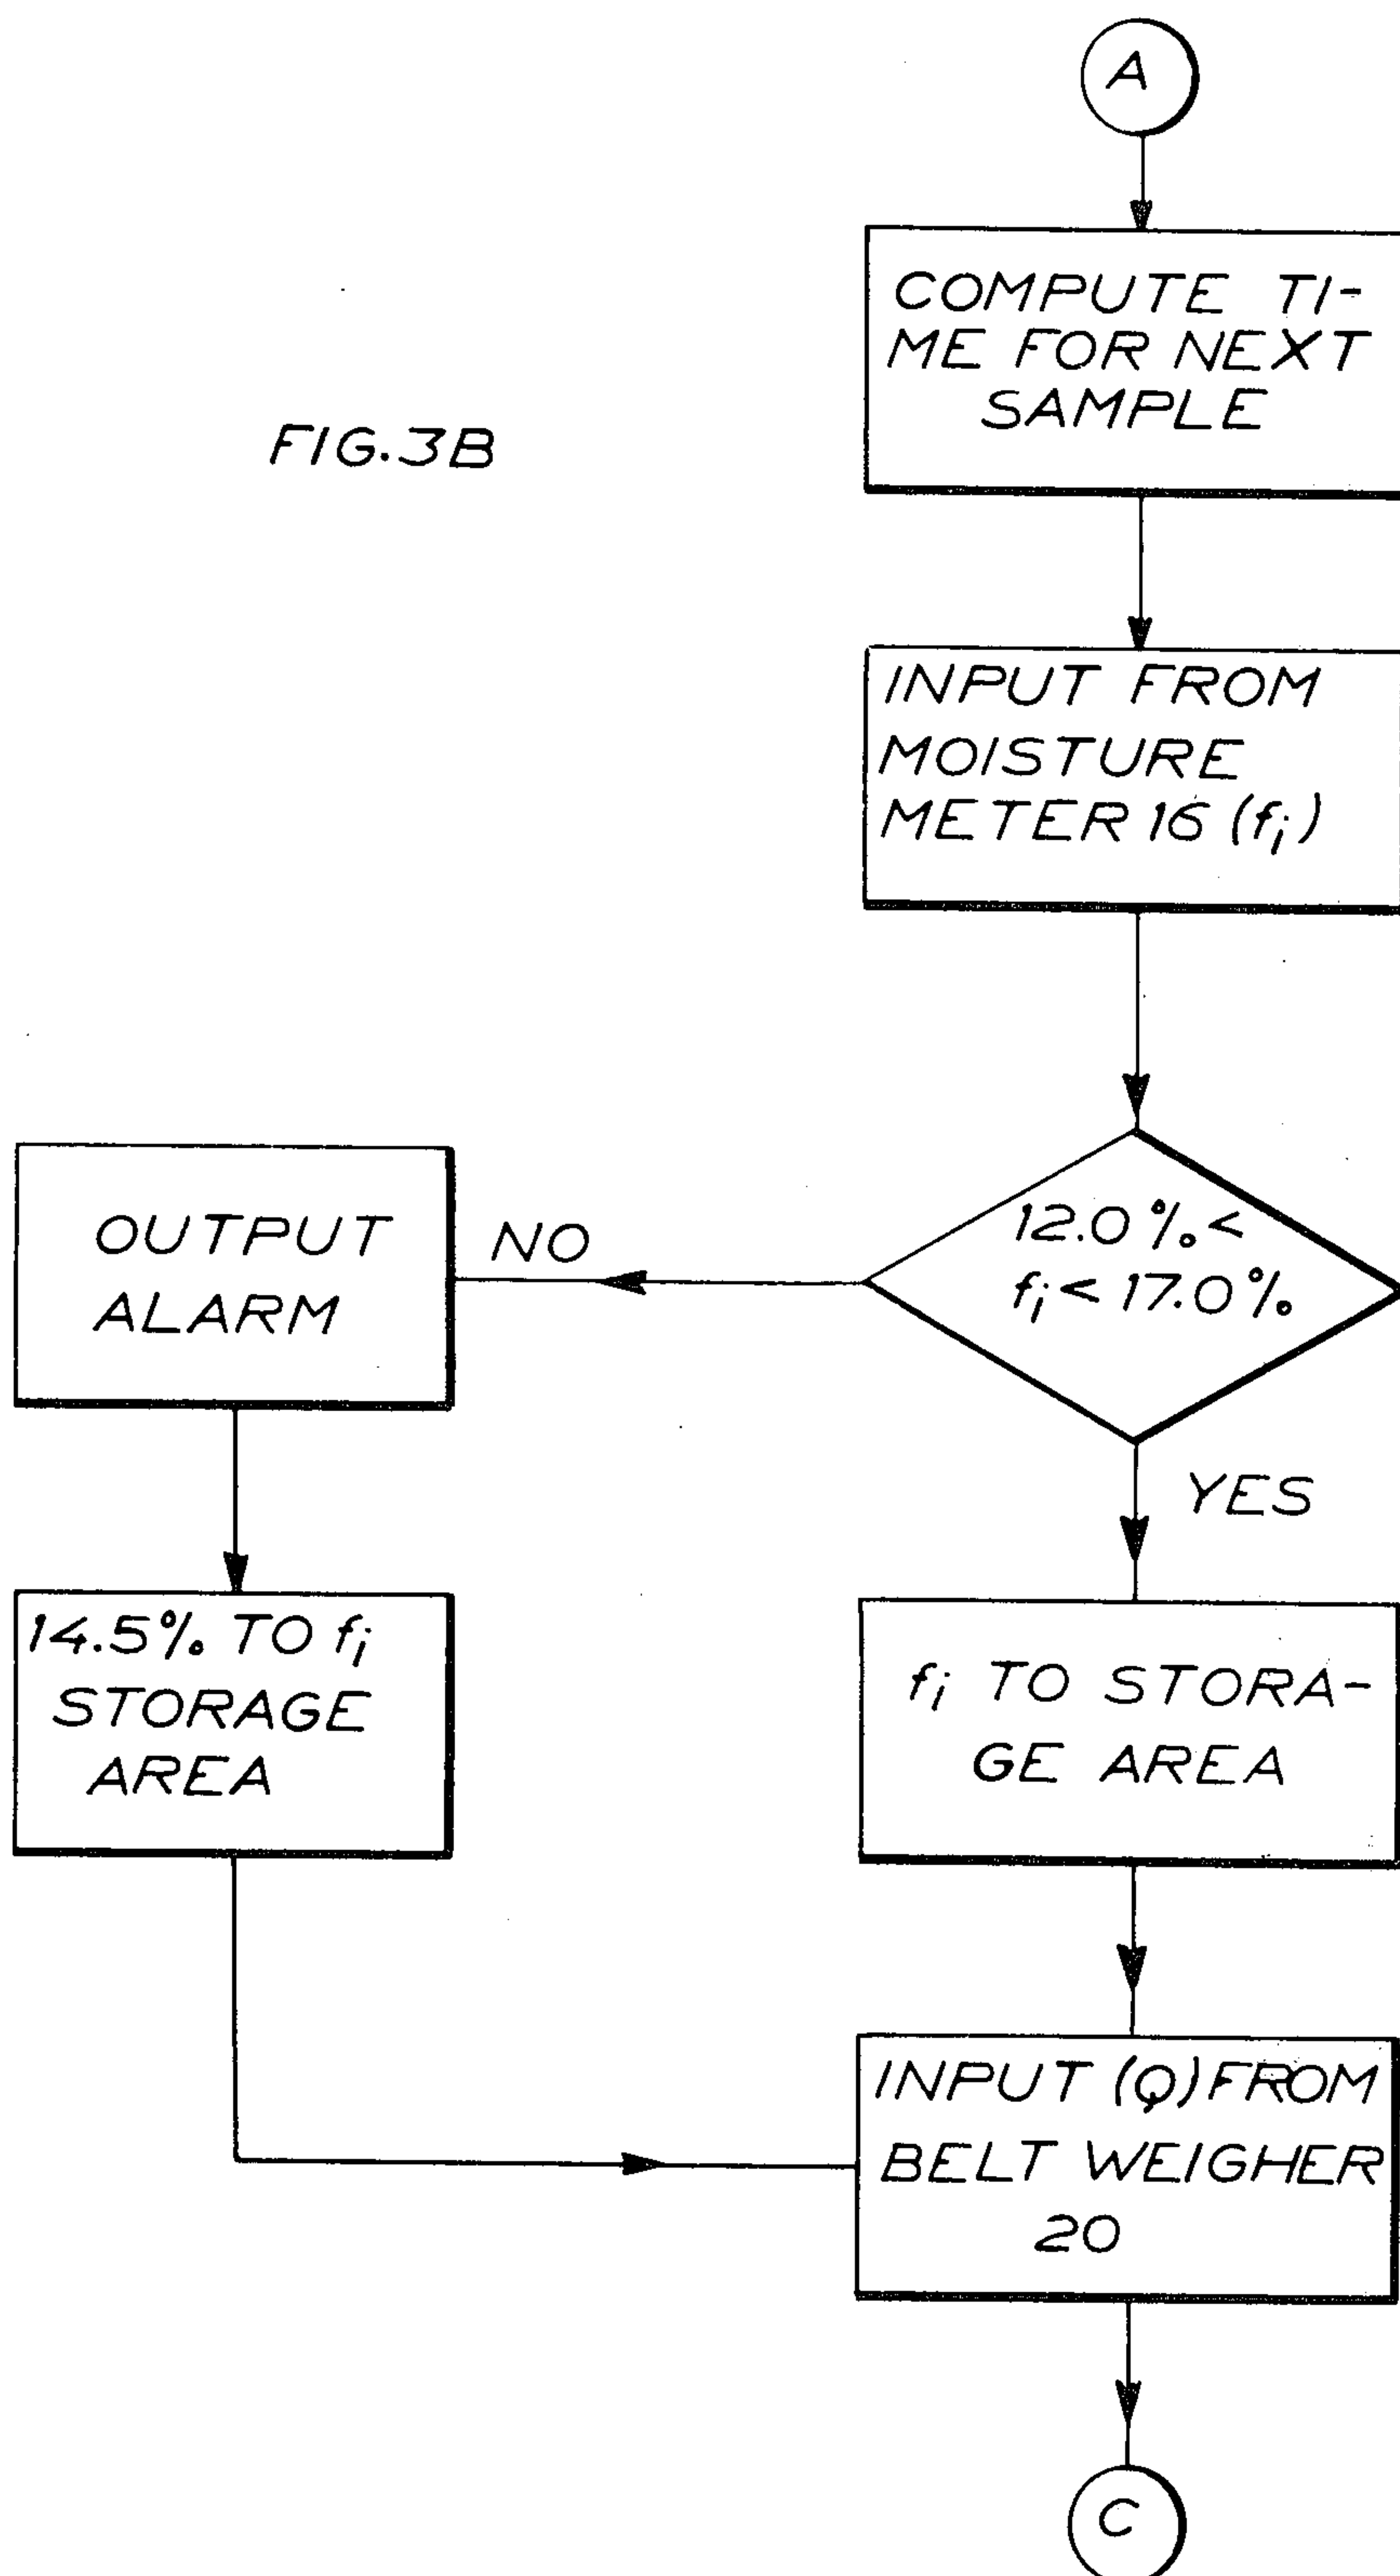 A
COMPUTE TI-
ME FOR NEXT
SAMPLE
FIG.3B
INPUT FROM
MOISTURE
METER 16 (fi)
12.0%<
fi<17.0%
NO
OUTPUT
ALARM
YES
14.5% TO fi
STORAGE
AREA
fi TO STORA-
GE AREA
INPUT (Q) FROM
BELT WEIGHER
20
C